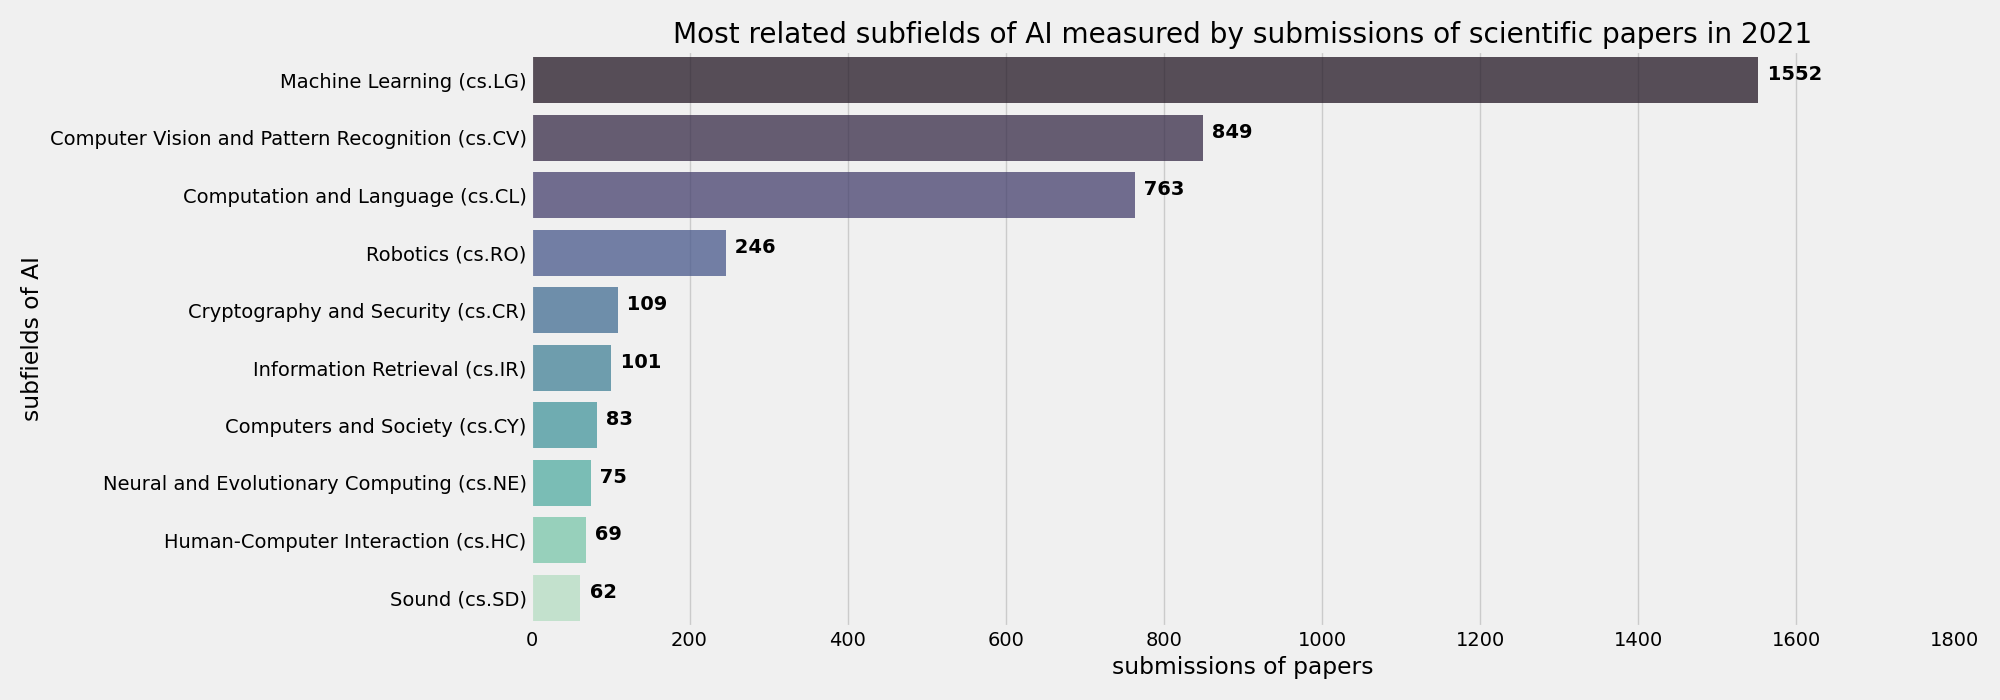 Most related subfields of AI measured by submissions of scientific papers in 2021
Machine Learning (cs.LG) 1552
Computer Vision and Pattern Recognition (cs.CV) 849
Computation and Language (cs.CL) 763
Robotics (cs.RO) 246
Cryptography and Security (cs.CR) 109
Information Retrieval (cs.IR) 101
Computers and Society (cs.CY) 83
Neural and Evolutionary Computing (cs.NE) 75
Human-Computer Interaction (cs.HC) 69
Sound (cs.SD) 62
subfields of AI
0 200 400 600 800 1000 1200 1400 1600 1800
submissions of papers